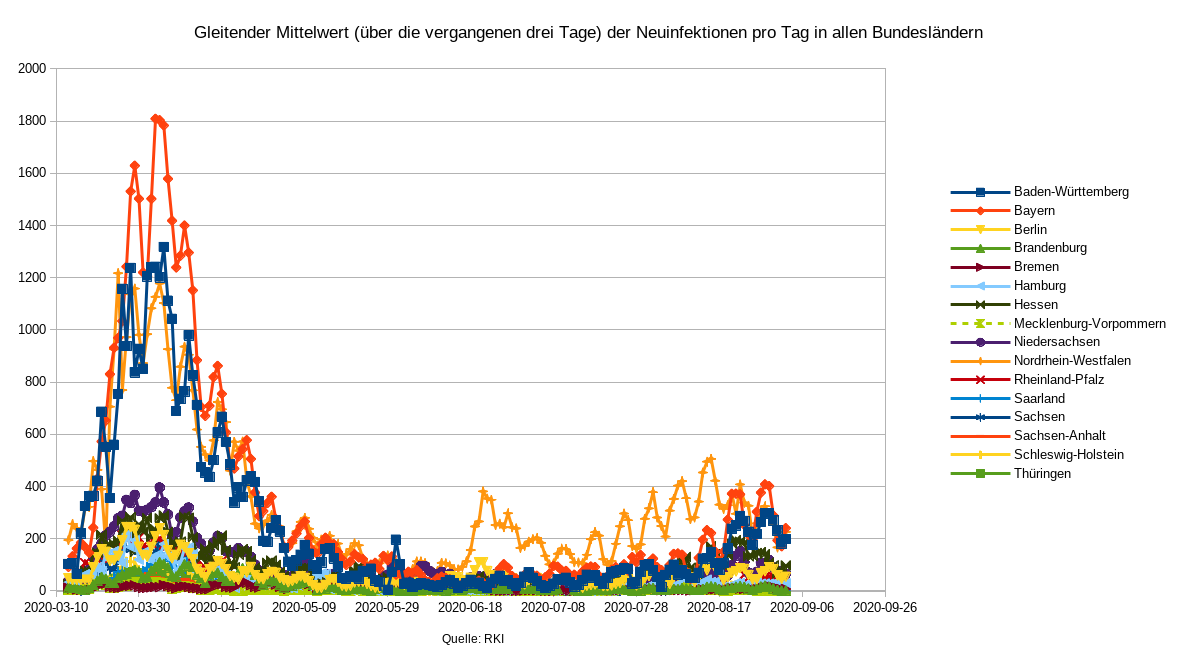 Gleitender Mittelwert (über die vergangenen drei Tage) der Neuinfektionen pro Tag in allen Bundesländern
2000
1800
1600
1400
1200
1000
800
600
400
200
0
2020-03-10 2020-03-30 2020-04-19 2020-05-09 2020-05-29 2020-06-18 2020-07-08 2020-07-28 2020-08-17 2020-09-06 2020-09-26
Quelle: RKI
Baden-Württemberg
Bayern
Berlin
Brandenburg
Bremen
Hamburg
Hessen
Mecklenburg-Vorpommern
Niedersachsen
Nordrhein-Westfalen
Rheinland-Pfalz
Saarland
Sachsen
Sachsen-Anhalt
Schleswig-Holstein
Thüringen